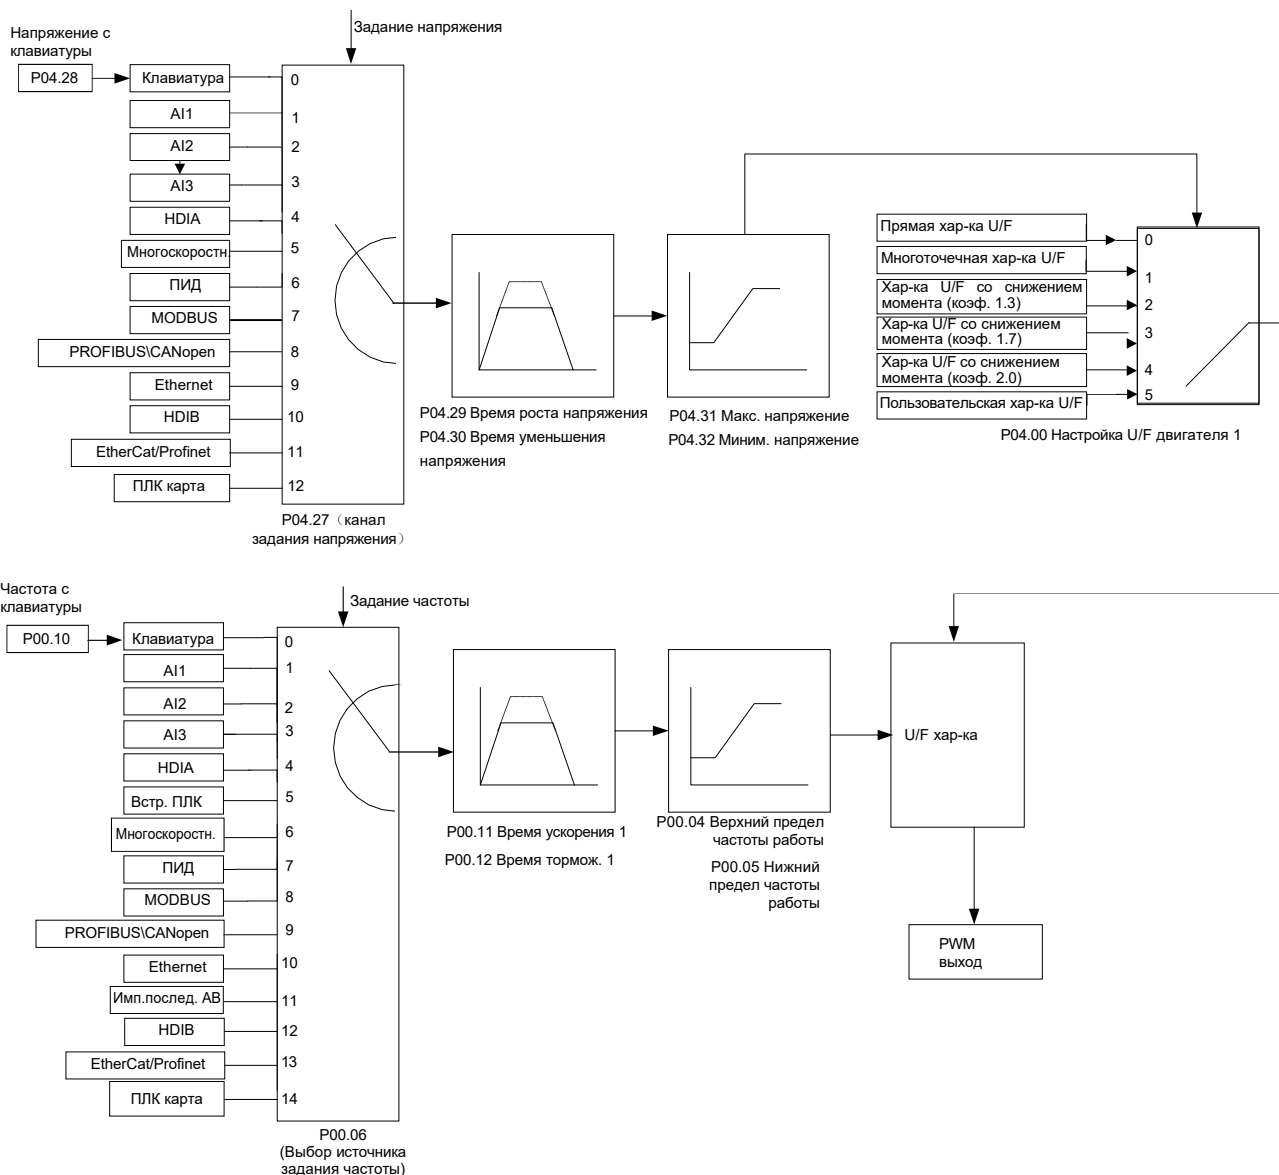 Задание напряжения
Напряжение с
клавиатуры
P04.28
Клавиатура
0
AI1
1
AI2
2
AI3
3
HDIA
4
Многоскоростн.
5
ПИД
6
MODBUS
7
PROFIBUS\CANopen
8
Ethernet
9
HDIB
10
EtherCat/Profinet
11
ПЛК карта
12
P04.27（канал
задания напряжения）
P04.29 Время роста напряжения
P04.30 Время уменьшения
напряжения
P04.31 Макс. напряжение
P04.32 Миним. напряжение
Прямая хар-ка U/F
0
Многоточечная хар-ка U/F
1
Хар-ка U/F со снижением
момента (коэф. 1.3)
2
Хар-ка U/F со снижением
момента (коэф. 1.7)
3
Хар-ка U/F со снижением
момента (коэф. 2.0)
4
Пользовательская хар-ка U/F
5
P04.00 Настройка U/F двигателя 1
Частота с
клавиатуры
Задание частоты
P00.10
Клавиатура
0
AI1
1
AI2
2
AI3
3
HDIA
4
Встр. ПЛК
5
Многоскоростн.
6
ПИД
7
MODBUS
8
PROFIBUS\CANopen
9
Ethernet
10
Имп.послед. AB
11
HDIB
12
EtherCat/Profinet
13
ПЛК карта
14
P00.06
(Выбор источника
задания частоты)
P00.11 Время ускорения 1
P00.12 Время тормож. 1
P00.04 Верхний предел
частоты работы
P00.05 Нижний
предел частоты
работы
U/F хар-ка
PWM
выход